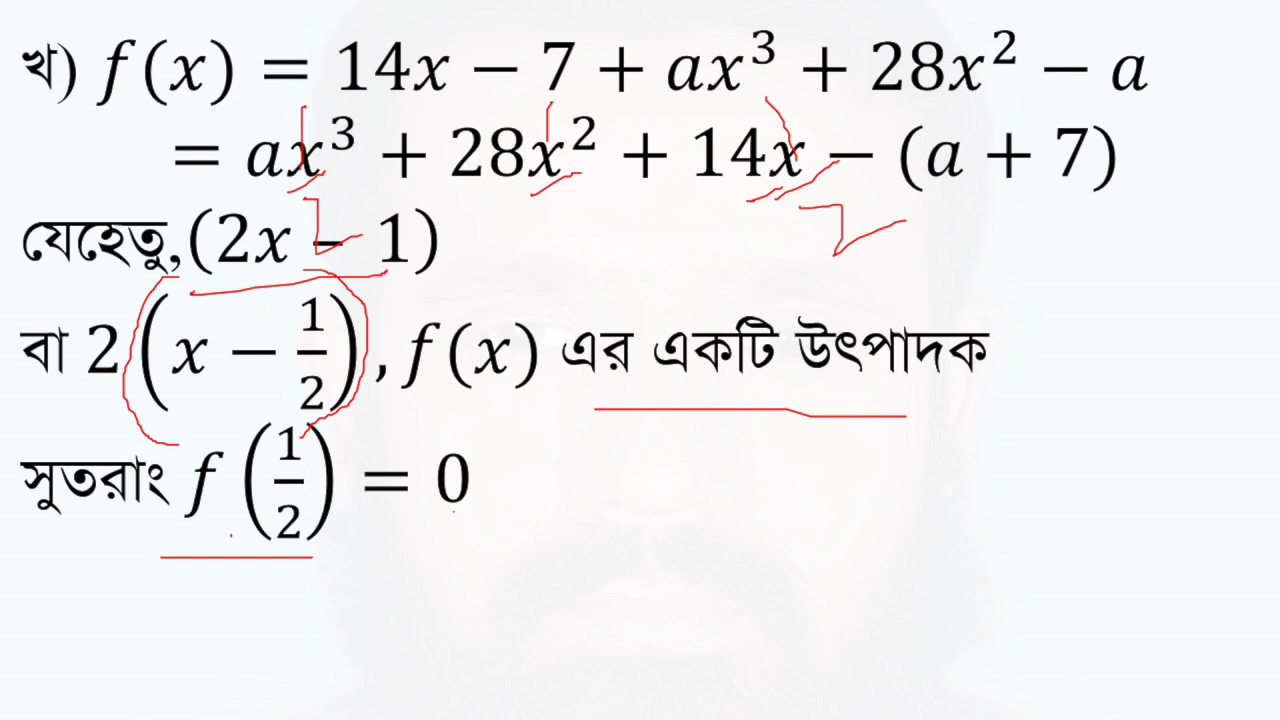 খ) f(x) = 14x − 7 + ax³ + 28x² − a
= ax³ + 28x² + 14x − (a + 7)
যেহেতু,(2x − 1)
বা 2(x − 1/2), f(x) এর একটি উৎপাদক
সুতরাং f(1/2) = 0